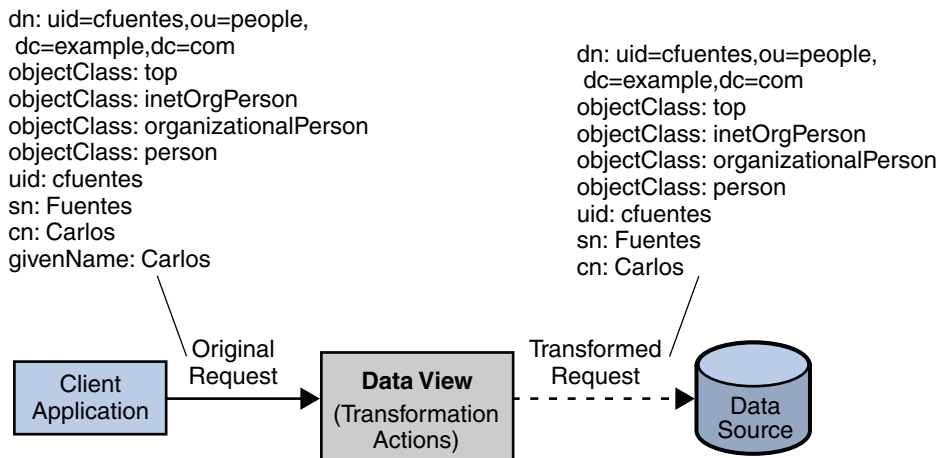 dn: uid=cfuentes,ou=people,
dc=example,dc=com
objectClass: top
objectClass: inetOrgPerson
objectClass: organizationalPerson
objectClass: person
uid: cfuentes
sn: Fuentes
cn: Carlos
givenName: Carlos
dn: uid=cfuentes,ou=people,
dc=example,dc=com
objectClass: top
objectClass: inetOrgPerson
objectClass: organizationalPerson
objectClass: person
uid: cfuentes
sn: Fuentes
cn: Carlos
Client
Application
Original
Request
Data View
(Transformation
Actions)
Transformed
Request
Data
Source